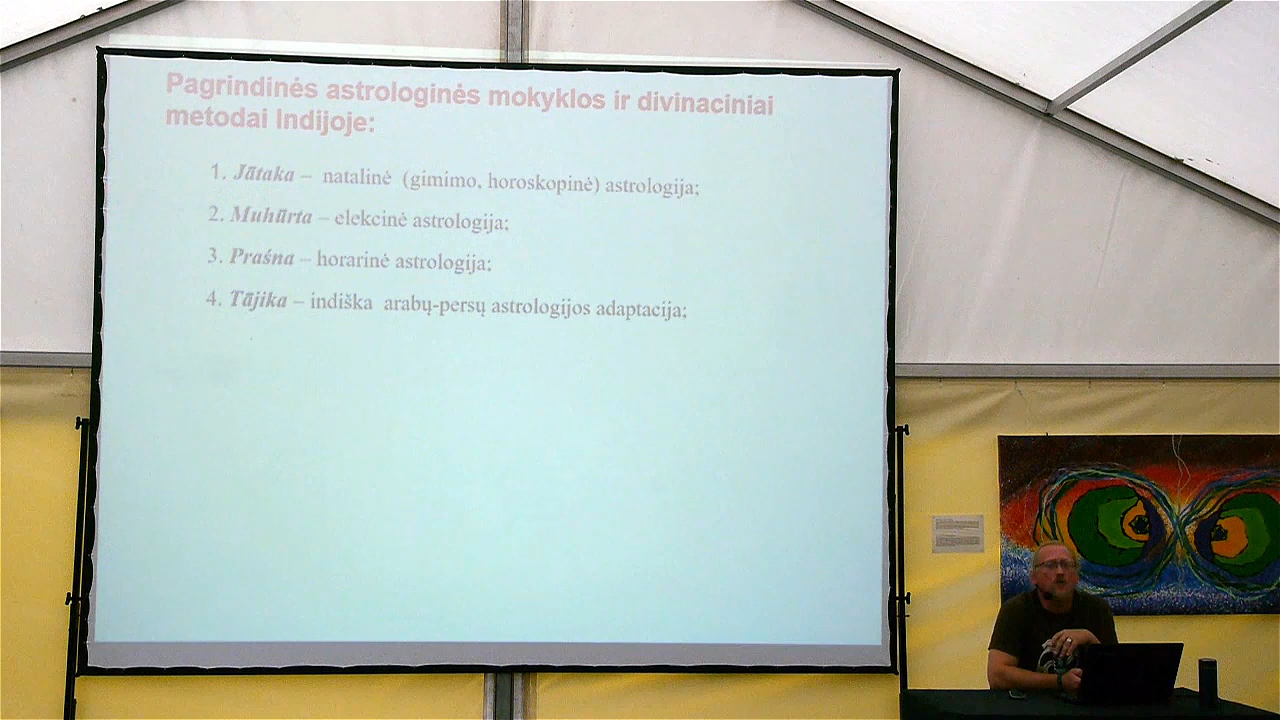 Pagrindinės astrologinės mokyklos ir divinaciniai
metodai Indijoje:
1. Jātaka – natalinė (gimimo, horoskopinė) astrologija;
2. Muhūrta – elekcinė astrologija;
3. Praśna – horarinė astrologija;
4. Tājika – indiška arabų-persų astrologijos adaptacija;